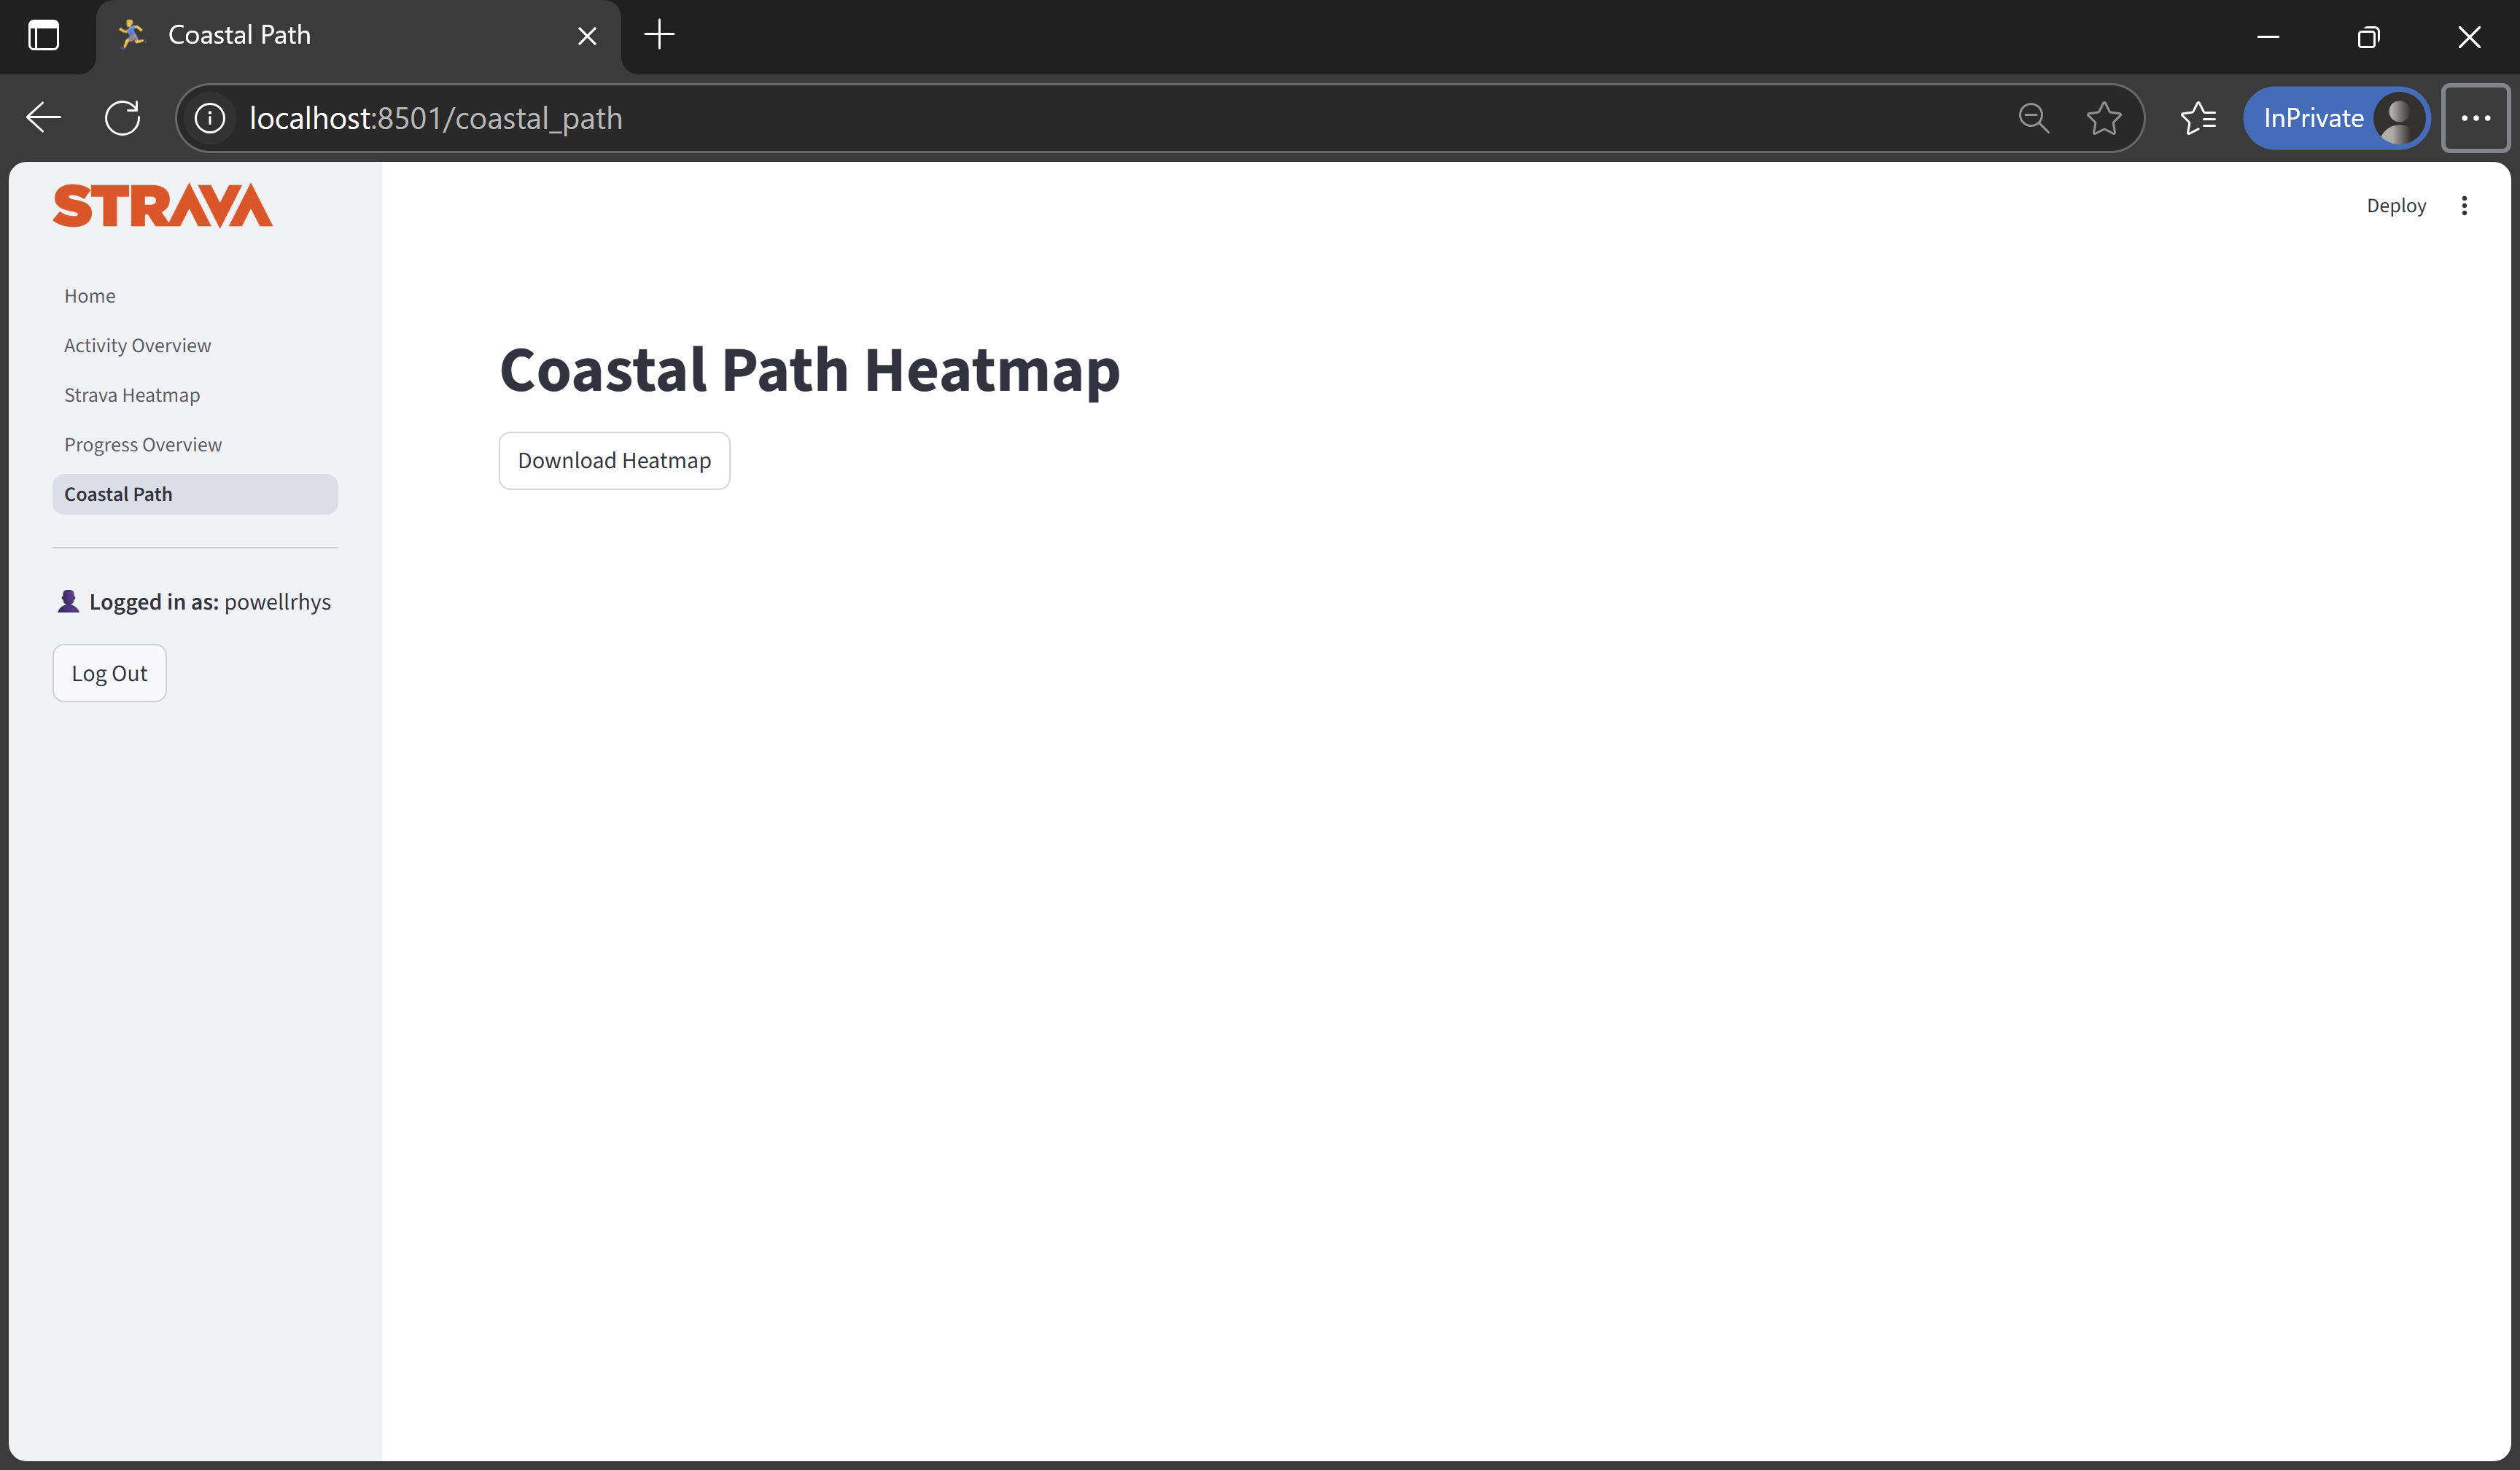 Coastal Path
localhost:8501/coastal_path
InPrivate
STRAVA
Deploy
Home
Activity Overview
Strava Heatmap
Progress Overview
Coastal Path
Logged in as: powellrhys
Log Out
Coastal Path Heatmap
Download Heatmap